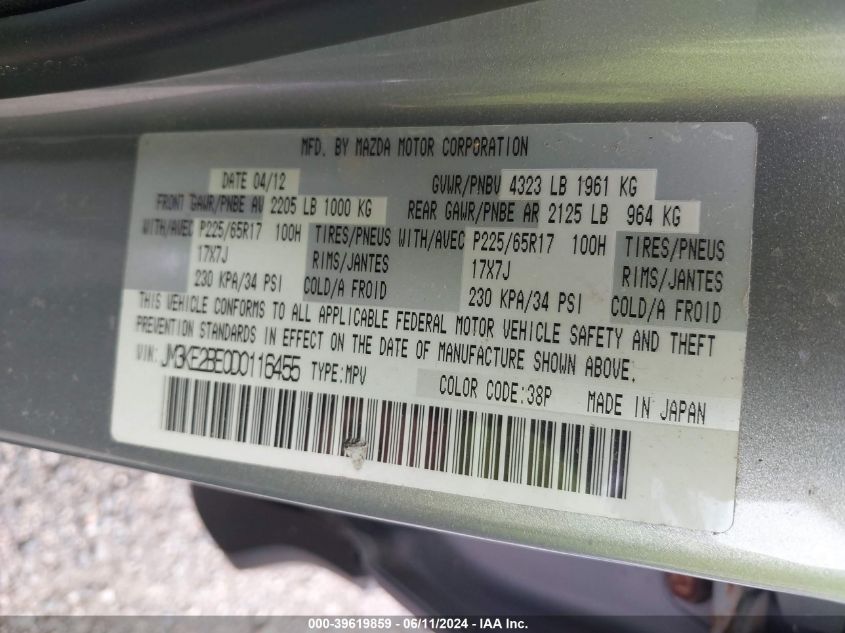 MFD. BY MAZDA MOTOR CORPORATION
DATE 04/12 GVWR/PNBV 4323 LB 1961 KG
FRONT GAWR/PNBE AV 2205 LB 1000 KG REAR GAWR/PNBE AR 2125 LB 964 KG
WITH/AVEC P225/65R17 100H TIRES/PNEUS WITH/AVEC P225/65R17 100H TIRES/PNEUS
17X7J RIMS/JANTES 17X7J RIMS/JANTES
230 KPA/34 PSI COLD/A FROID 230 KPA/34 PSI COLD/A FROID
THIS VEHICLE CONFORMS TO ALL APPLICABLE FEDERAL MOTOR VEHICLE SAFETY AND THEFT
PREVENTION STANDARDS IN EFFECT ON THE DATE OF MANUFACTURE SHOWN ABOVE.
VIN: JM3KE2BE0D0116455 TYPE:MPV
COLOR CODE:38P MADE IN JAPAN
000-39619859 - 06/11/2024 - IAA Inc.